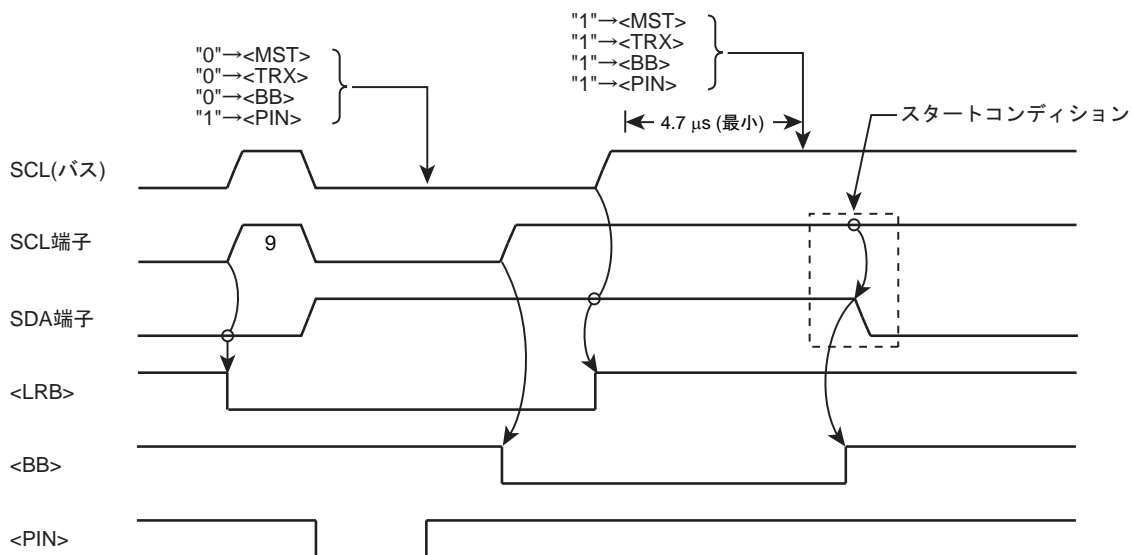 "0"→<MST>
"0"→<TRX>
"0"→<BB>
"1"→<PIN>
"1"→<MST>
"1"→<TRX>
"1"→<BB>
"1"→<PIN>
4.7 μs (最小)
スタートコンディション
SCL(バス)
SCL端子
9
SDA端子
<LRB>
<BB>
<PIN>